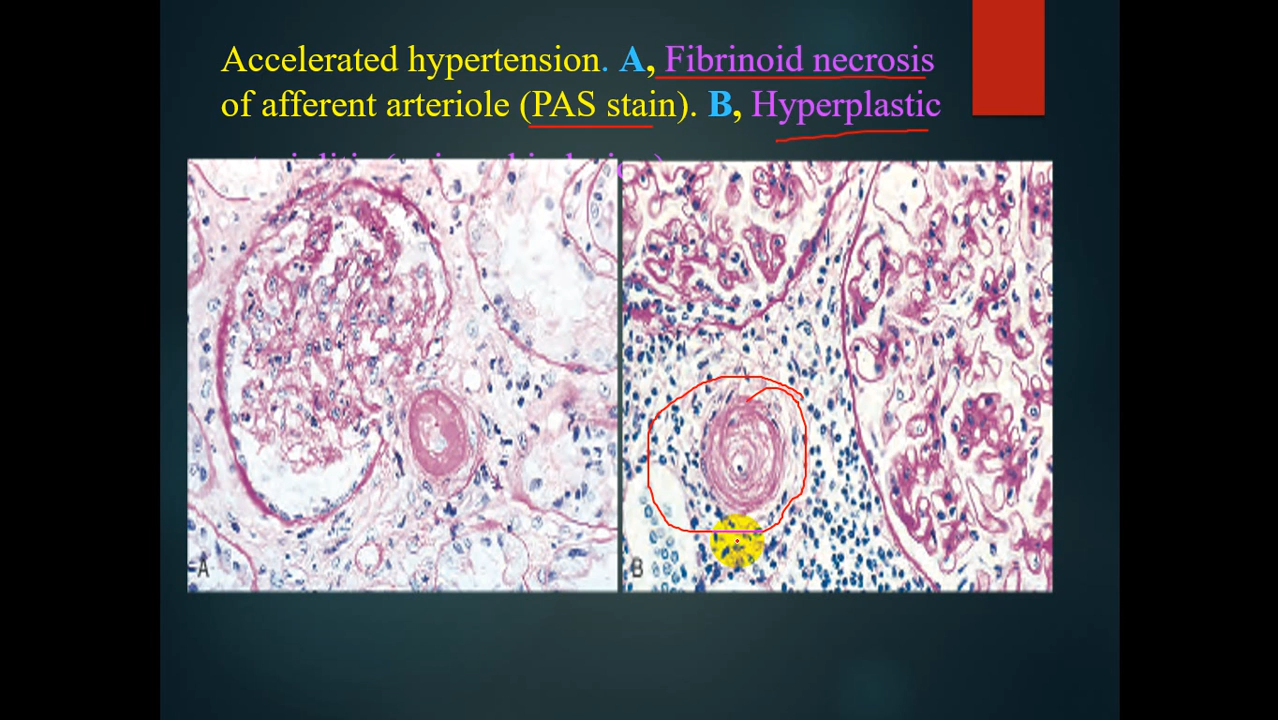 Accelerated hypertension. A, Fibrinoid necrosis
of afferent arteriole (PAS stain). B, Hyperplastic
A
B